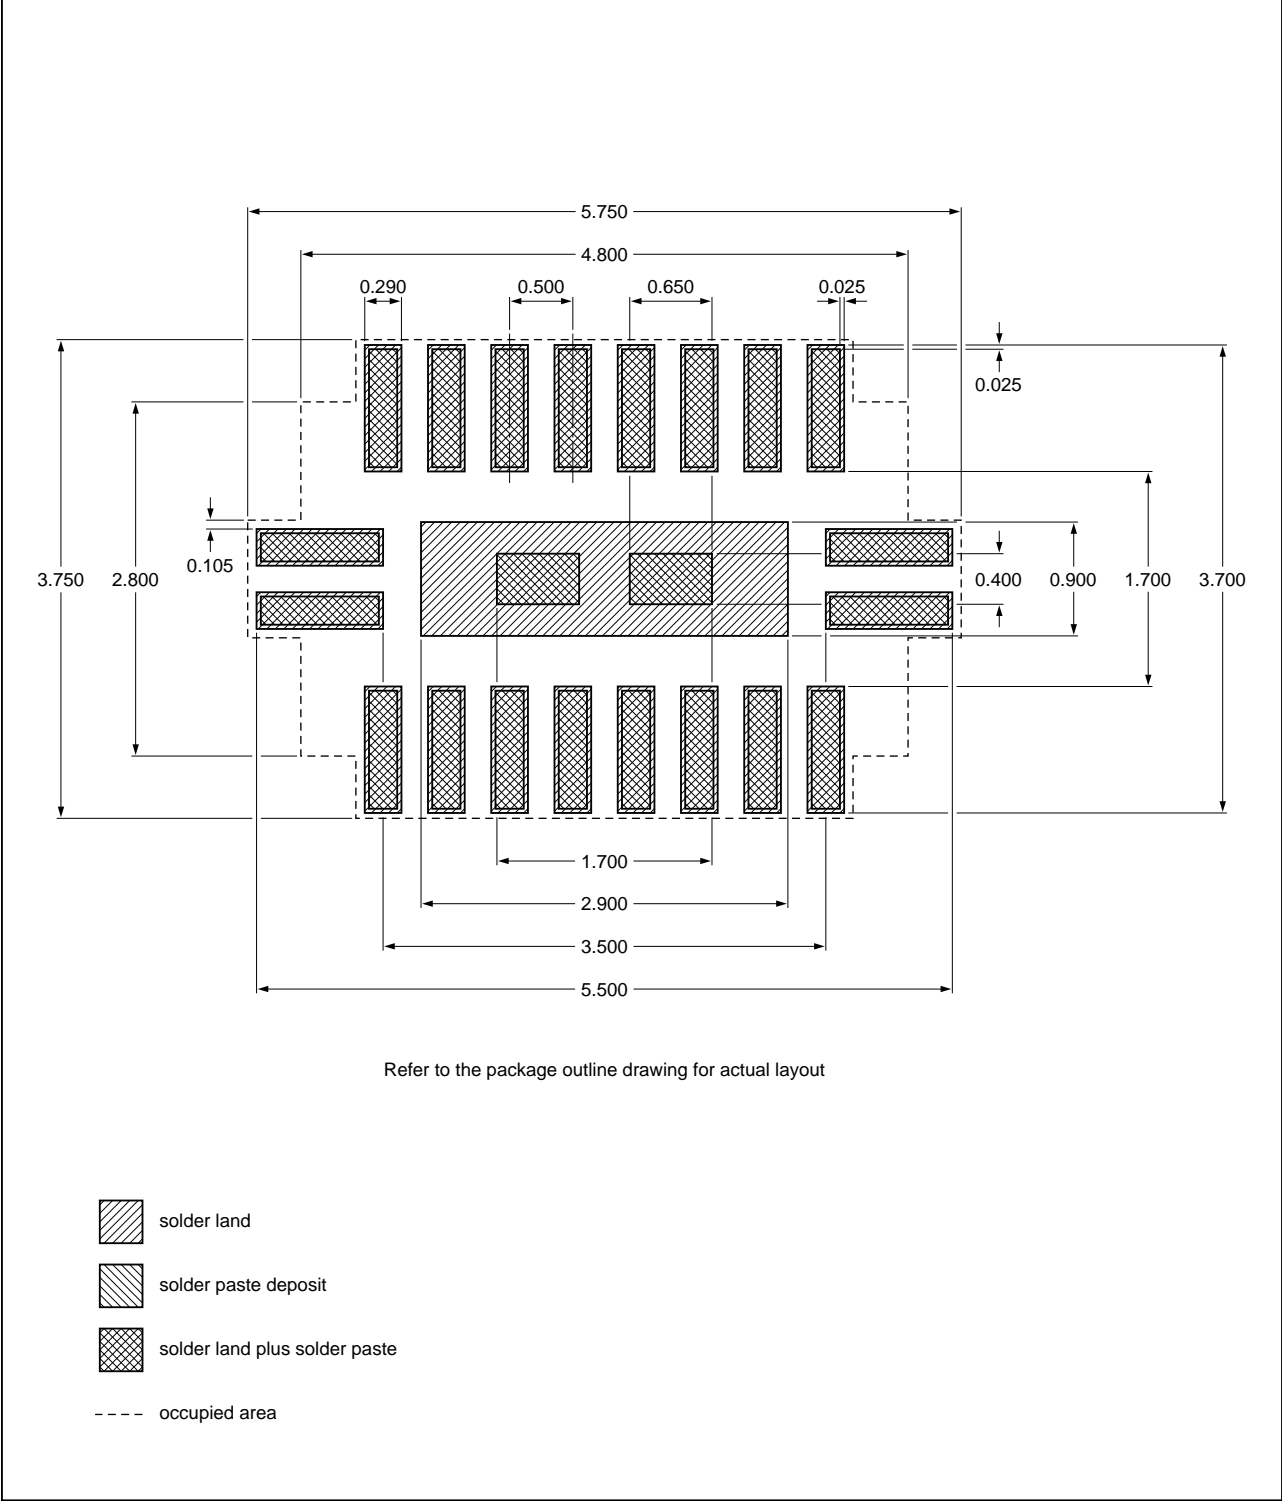 5.750
4.800
0.290 0.500 0.650 0.025
0.025
0.105
3.750 2.800 0.400 0.900 1.700 3.700
1.700
2.900
3.500
5.500
Refer to the package outline drawing for actual layout
solder land
solder paste deposit
solder land plus solder paste
occupied area